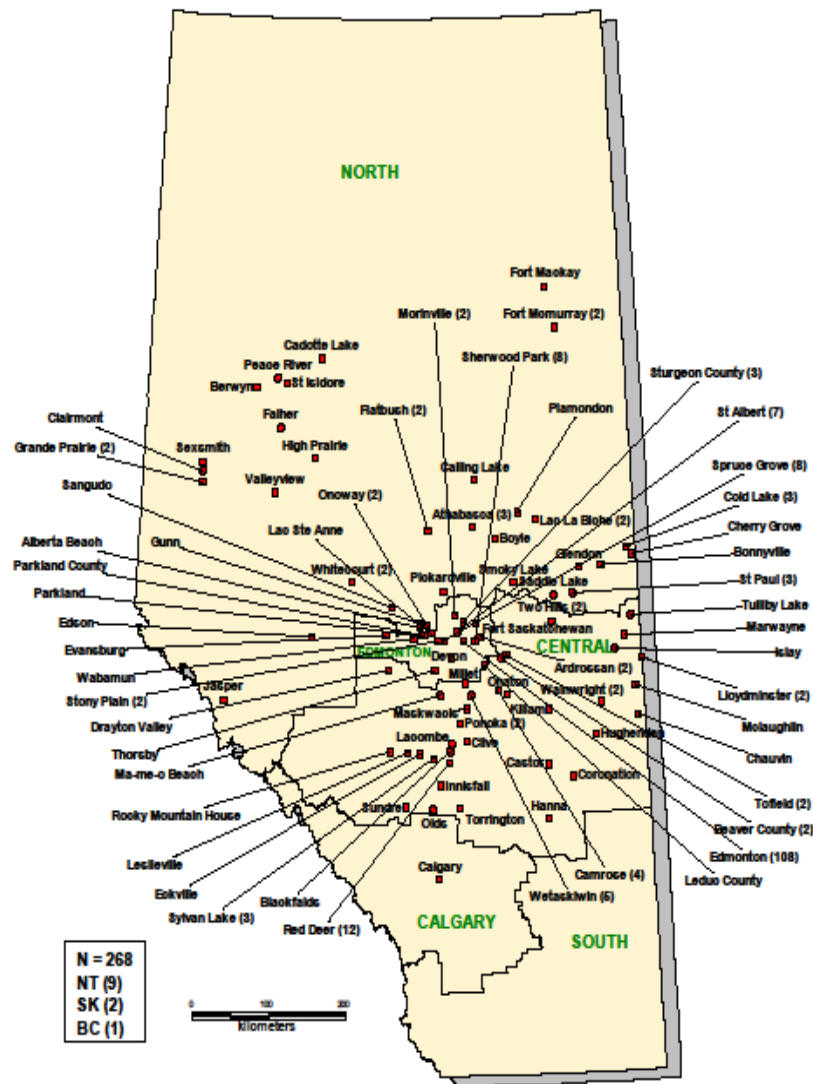 NORTH
Fort Mackay
Morinville (2)
Fort Momurray (2)
Sherwood Park (8)
Cadotte Lake
Sturgeon County (3)
Peace River
St Isidore
Berwyn
Flatbush (2)
Plamondon
St Albert (7)
Clairmont
Falher
Grande Prairie (2)
Sexsmith
High Prairie
Spruce Grove (8)
Calling Lake
Sangudo
Valleyview
Onoway (2)
Cold Lake (3)
Athabasca (3)
Lac La Biche (2)
Cherry Grove
Alberta Beach
Gunn
Lac Ste Anne
Boyle
Glendon
Bonnyville
Parkland County
Whitecourt (2)
Pickardville
Smoky Lake
Saddle Lake
St Paul (3)
Parkland
Two Hills (2)
Tulliby Lake
Edson
Fort Saskatchewan
Marwayne
Evansburg
EDMONTON
CENTRAL
Islay
Wabamun
Devon
Ardrossan (2)
Stony Plain (2)
Jasper
Millet
Ohaton
Wainwright (2)
Lloydminster (2)
Drayton Valley
Maskwacis
Killam
Mclaughlin
Thorsby
Ponoka (2)
Hughenden
Chauvin
Ma-me-o Beach
Lacombe
Clive
Castor
Coronation
Tofield (2)
Rocky Mountain House
Innisfail
Sundre
Olds
Torrington
Hanna
Beaver County (2)
Leslieville
Edmonton (108)
Eckville
Calgary
Camrose (4)
Leduc County
Blackfalds
Wetaskiwin (5)
Sylvan Lake (3)
Red Deer (12)
CALGARY
SOUTH
N = 268
NT (9)
SK (2)
BC (1)
0 100 200
kilometers